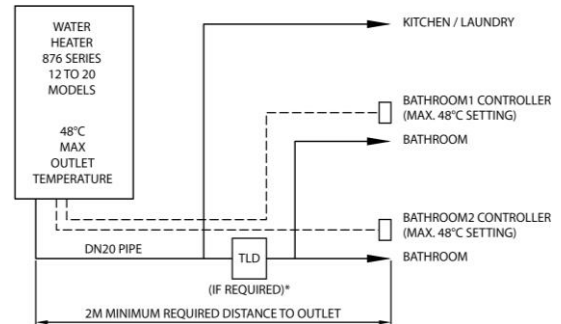 WATER
HEATER
876 SERIES
12 TO 20
MODELS
48°C
MAX
OUTLET
TEMPERATURE
KITCHEN / LAUNDRY
BATHROOM1 CONTROLLER
(MAX. 48°C SETTING)
BATHROOM
BATHROOM2 CONTROLLER
(MAX. 48°C SETTING)
BATHROOM
DN20 PIPE
TLD
(IF REQUIRED)*
2M MINIMUM REQUIRED DISTANCE TO OUTLET